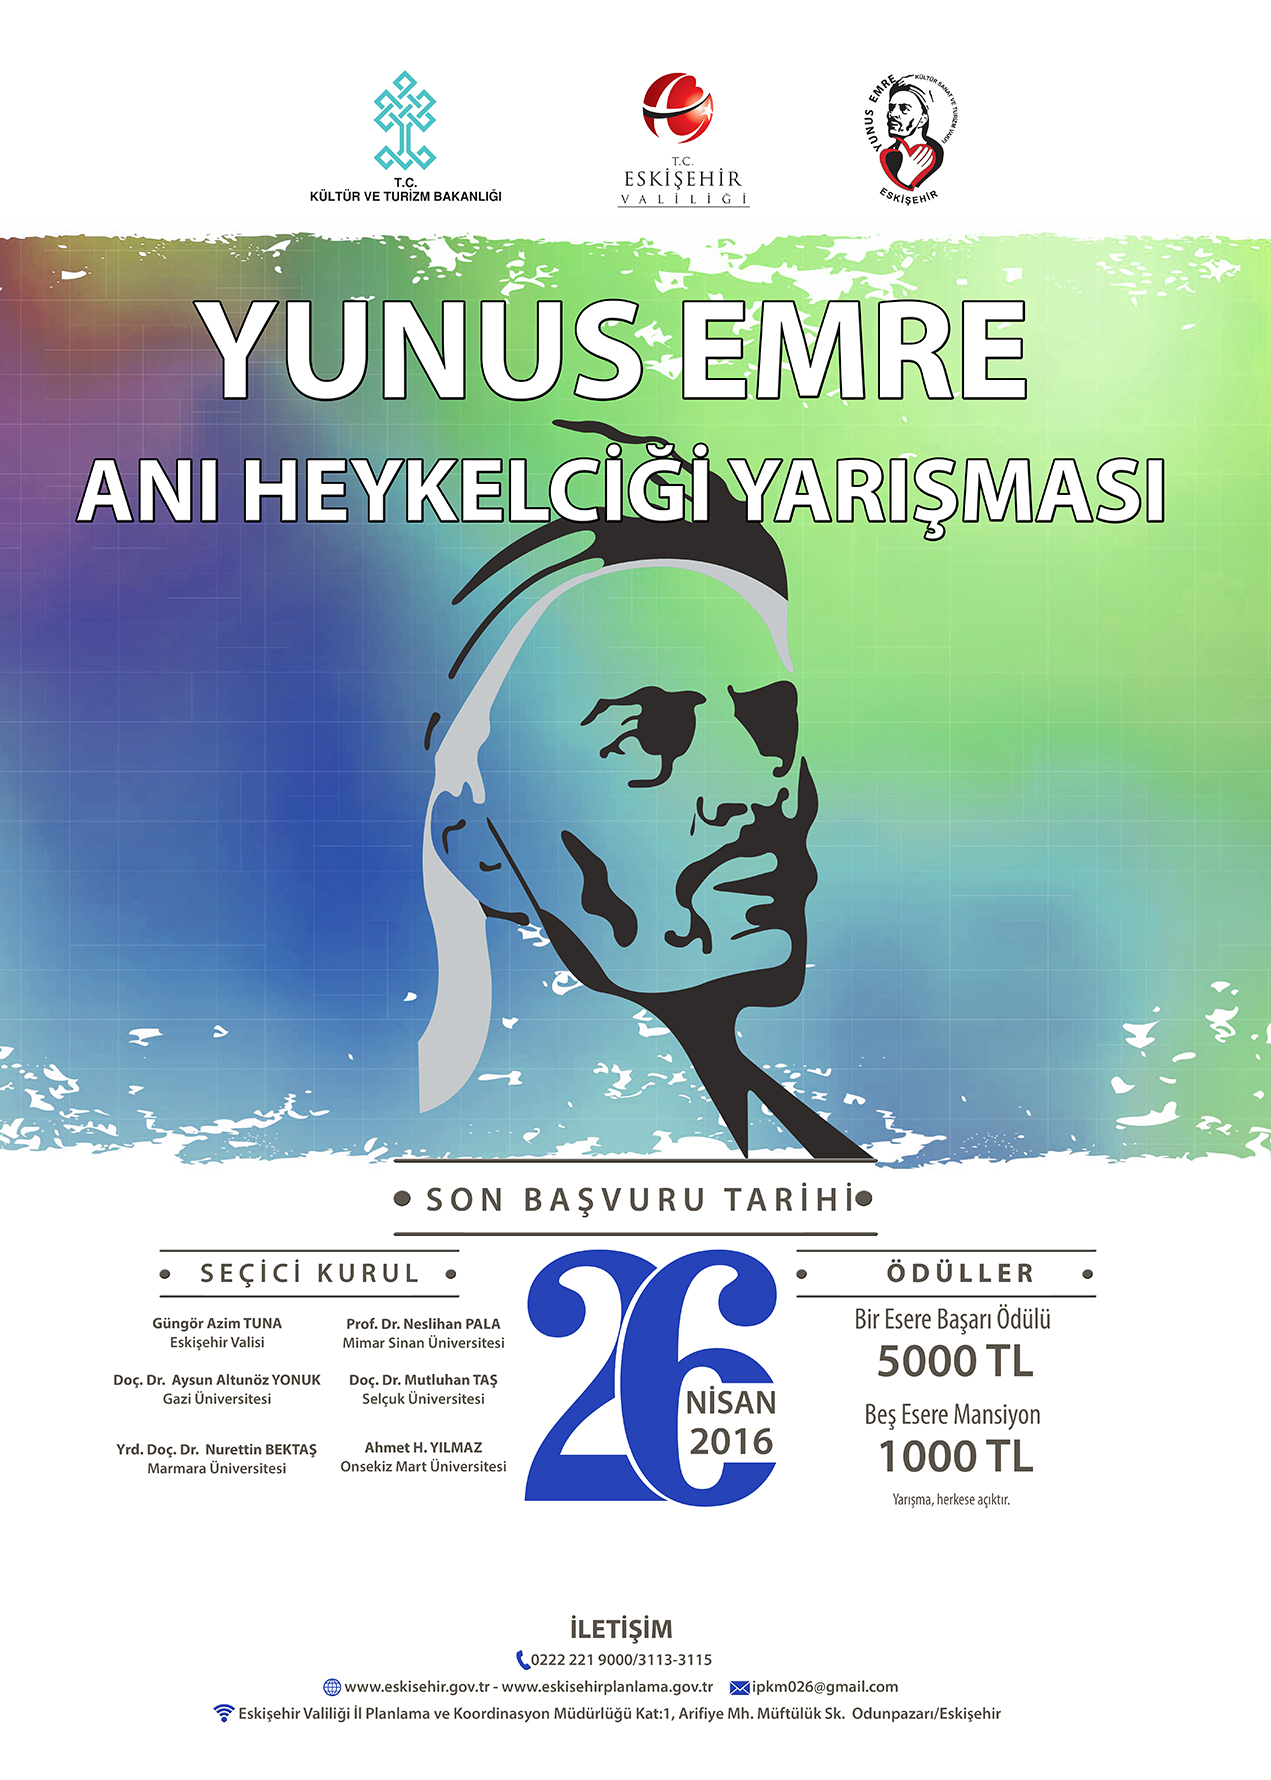 T.C.
KÜLTÜR VE TURİZM BAKANLIĞI
T.C.
ESKİŞEHİR
VALİLİĞİ
YUNUS EMRE KÜLTÜR SANAT VE TURİZM VAKFI
ESKİŞEHİR
YUNUS EMRE
ANI HEYKELCİĞİ YARIŞMASI
SON BAŞVURU TARİHİ
26
NİSAN
2016
SEÇİCİ KURUL
Güngör Azim TUNA
Eskişehir Valisi
Prof. Dr. Neslihan PALA
Mimar Sinan Üniversitesi
Doç. Dr. Aysun Altunöz YONUK
Gazi Üniversitesi
Doç. Dr. Mutluhan TAŞ
Selçuk Üniversitesi
Yrd. Doç. Dr. Nurettin BEKTAŞ
Marmara Üniversitesi
Ahmet H. YILMAZ
Onsekiz Mart Üniversitesi
ÖDÜLLER
Bir Esere Başarı Ödülü
5000 TL
Beş Esere Mansiyon
1000 TL
Yarışma, herkese açıktır.
İLETİŞİM
0222 221 9000/3113-3115
www.eskisehir.gov.tr - www.eskisehirplanlama.gov.tr ipkm026@gmail.com
Eskişehir Valiliği İl Planlama ve Koordinasyon Müdürlüğü Kat:1, Arifiye Mh. Müftülük Sk. Odunpazarı/Eskişehir